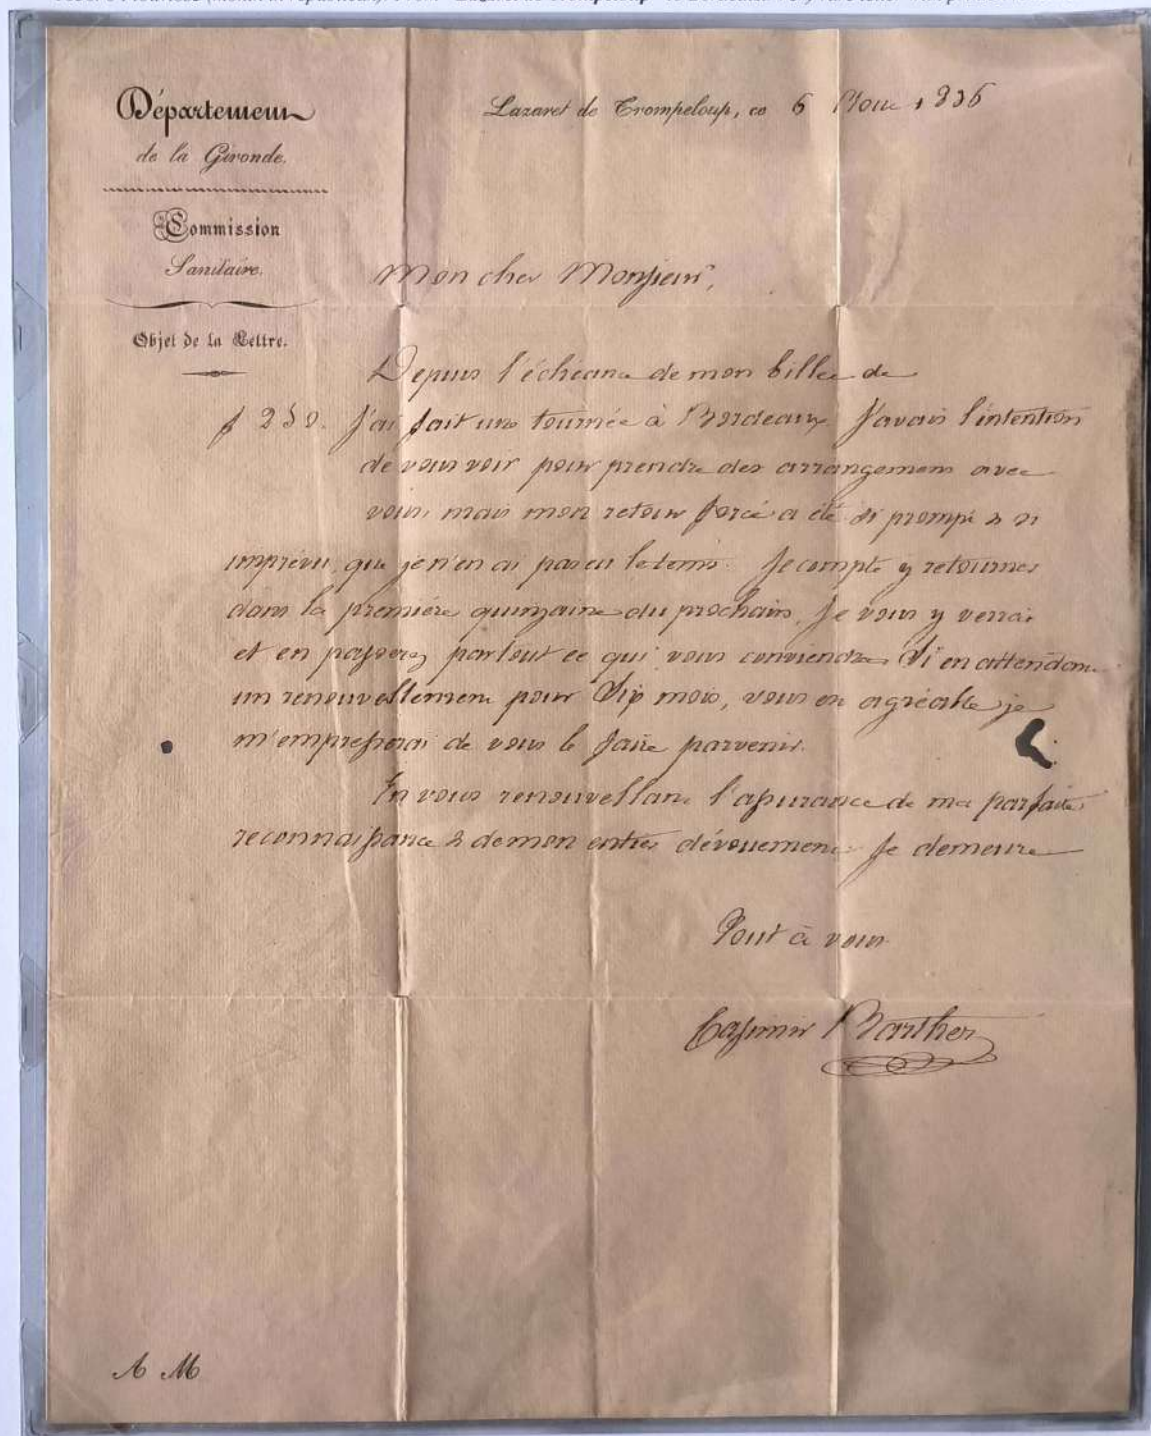 Département
de la Gironde.
Commission
Sanitaire.
Objet de la Lettre.
Lazaret de Trompeloup, ce 6 1836
Mon cher Monsieur,
Depuis l'échéance de mon billet de
f 250. J'ai fait une tournée à Bordeaux. J'avais l'intention
de vous voir pour prendre des arrangemens avec
vous, mais mon retour forcé a été si prompt & si
imprévu, que je n'en ai pas eu le tems. Je compte y retourner
dans la première quinzaine du prochain, Je vous y verrai
et en passerez partout ce qui vous conviendra. Si en attendant
un renouvellement pour Six mois, vous est agréable je
m'empresserai de vous le faire parvenir.
En vous renouvellant l'assurance de ma parfaite
reconnaissance & de mon entier dévouement Je demeure
Tout à vous
Casimir Barthez
A M